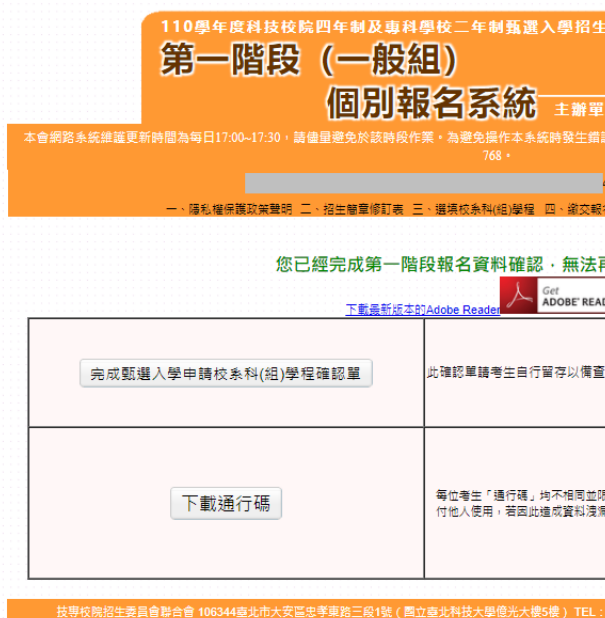 110學年度科技校院四年制及專科學校二年制甄選入學招生
第一階段（一般組）
個別報名系統
主辦單
本會網路系統維護更新時間為每日17:00~17:30，請儘量避免於該時段作業。為避免操作本系統時發生錯誤
768。
一、隱私權保護政策聲明 二、招生簡章修訂表 三、選填校系科(組)學程 四、繳交報名
您已經完成第一階段報名資料確認，無法再
下載最新版本的Adobe Reader
Get
ADOBE READ
完成甄選入學申請校系科(組)學程確認單
此確認單請考生自行留存以備查
下載通行碼
每位考生「通行碼」均不相同並限
付他人使用，若因此造成資料洩漏
技專校院招生委員會聯合會 106344臺北市大安區忠孝東路三段1號（國立臺北科技大學億光大樓5樓）TEL：